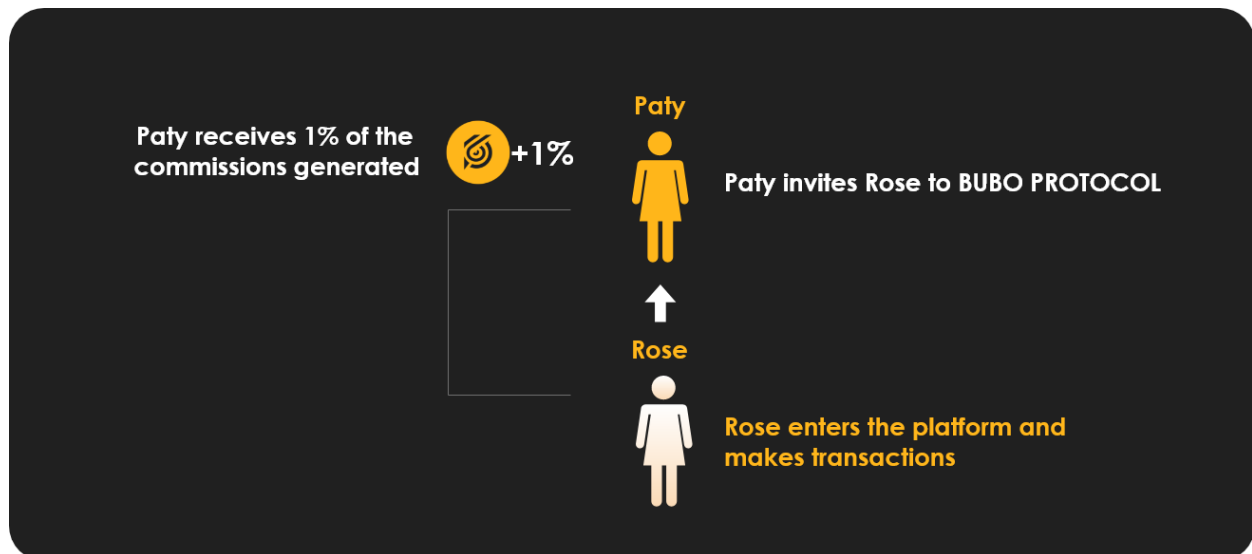 Paty
Paty receives 1% of the
commissions generated
+1%
Paty invites Rose to BUBO PROTOCOL
Rose
Rose enters the platform and
makes transactions